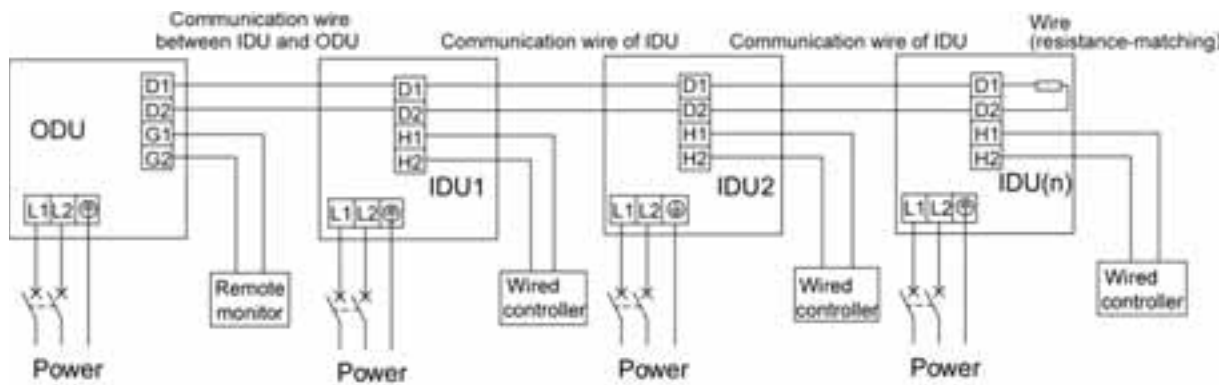 Communication wire
between IDU and ODU
Communication wire of IDU
Communication wire of IDU
Wire
(resistance-matching)
ODU
D1
D2
G1
G2
L1 L2
Remote
monitor
Power
D1
D2
H1
H2
IDU1
L1 L2
Wired
controller
Power
D1
D2
H1
H2
IDU2
L1 L2
Wired
controller
Power
D1
D2
H1
H2
IDU(n)
L1 L2
Wired
controller
Power